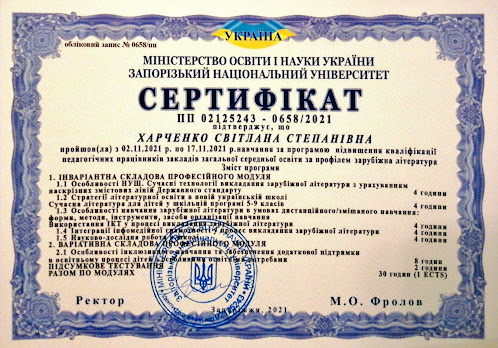 УКРАЇНА
обліковий запис № 0658/пп
МІНІСТЕРСТВО ОСВІТИ І НАУКИ УКРАЇНИ
ЗАПОРІЗЬКИЙ НАЦІОНАЛЬНИЙ УНІВЕРСИТЕТ
СЕРТИФІКАТ
ПП 02125243 - 0658/2021
підтверджує, що
ХАРЧЕНКО СВІТЛАНА СТЕПАНІВНА
пройшов(ла) з 02.11.2021 р. по 17.11.2021 р.навчання за програмою підвищення кваліфікації
педагогічних працівників закладів загальної середньої освіти за профілем зарубіжна література
Зміст програми
1. ІНВАРІАНТНА СКЛАДОВА ПРОФЕСІЙНОГО МОДУЛЯ
1.1 Особливості НУШ. Сучасні технології викладання зарубіжної літератури з урахуванням
наскрізних змістових ліній Державного стандарту 4 години
1.2 Стратегії літературної освіти в новій українській школі
Сучасна література для дітей у шкільній програмі 5-9 класів 4 години
1.3 Особливості навчання зарубіжної літератури в умовах дистанційного/змішаного навчання:
форми, методи, інструменти, засоби організації навчання
Використання ІКТ у процесі викладання зарубіжної літератури 4 години
1.4 Інтеграції інфомедійної грамотності у процес викладання зарубіжної літератури 4 години
1.5 Науково-дослідна робота 4 години
2. ВАРІАТИВНА СКЛАДОВА ПРОФЕСІЙНОГО МОДУЛЯ
2.1 Особливості інклюзивного навчання та забезпечення додаткової підтримки
в освітньому процесі дітей з особливими освітніми потребами 8 годин
ПІДСУМКОВЕ ТЕСТУВАННЯ 2 години
РАЗОМ ПО МОДУЛЯХ 30 годин (1 ECTS)
Ректор М.О. Фролов
Запоріжжя, 2021